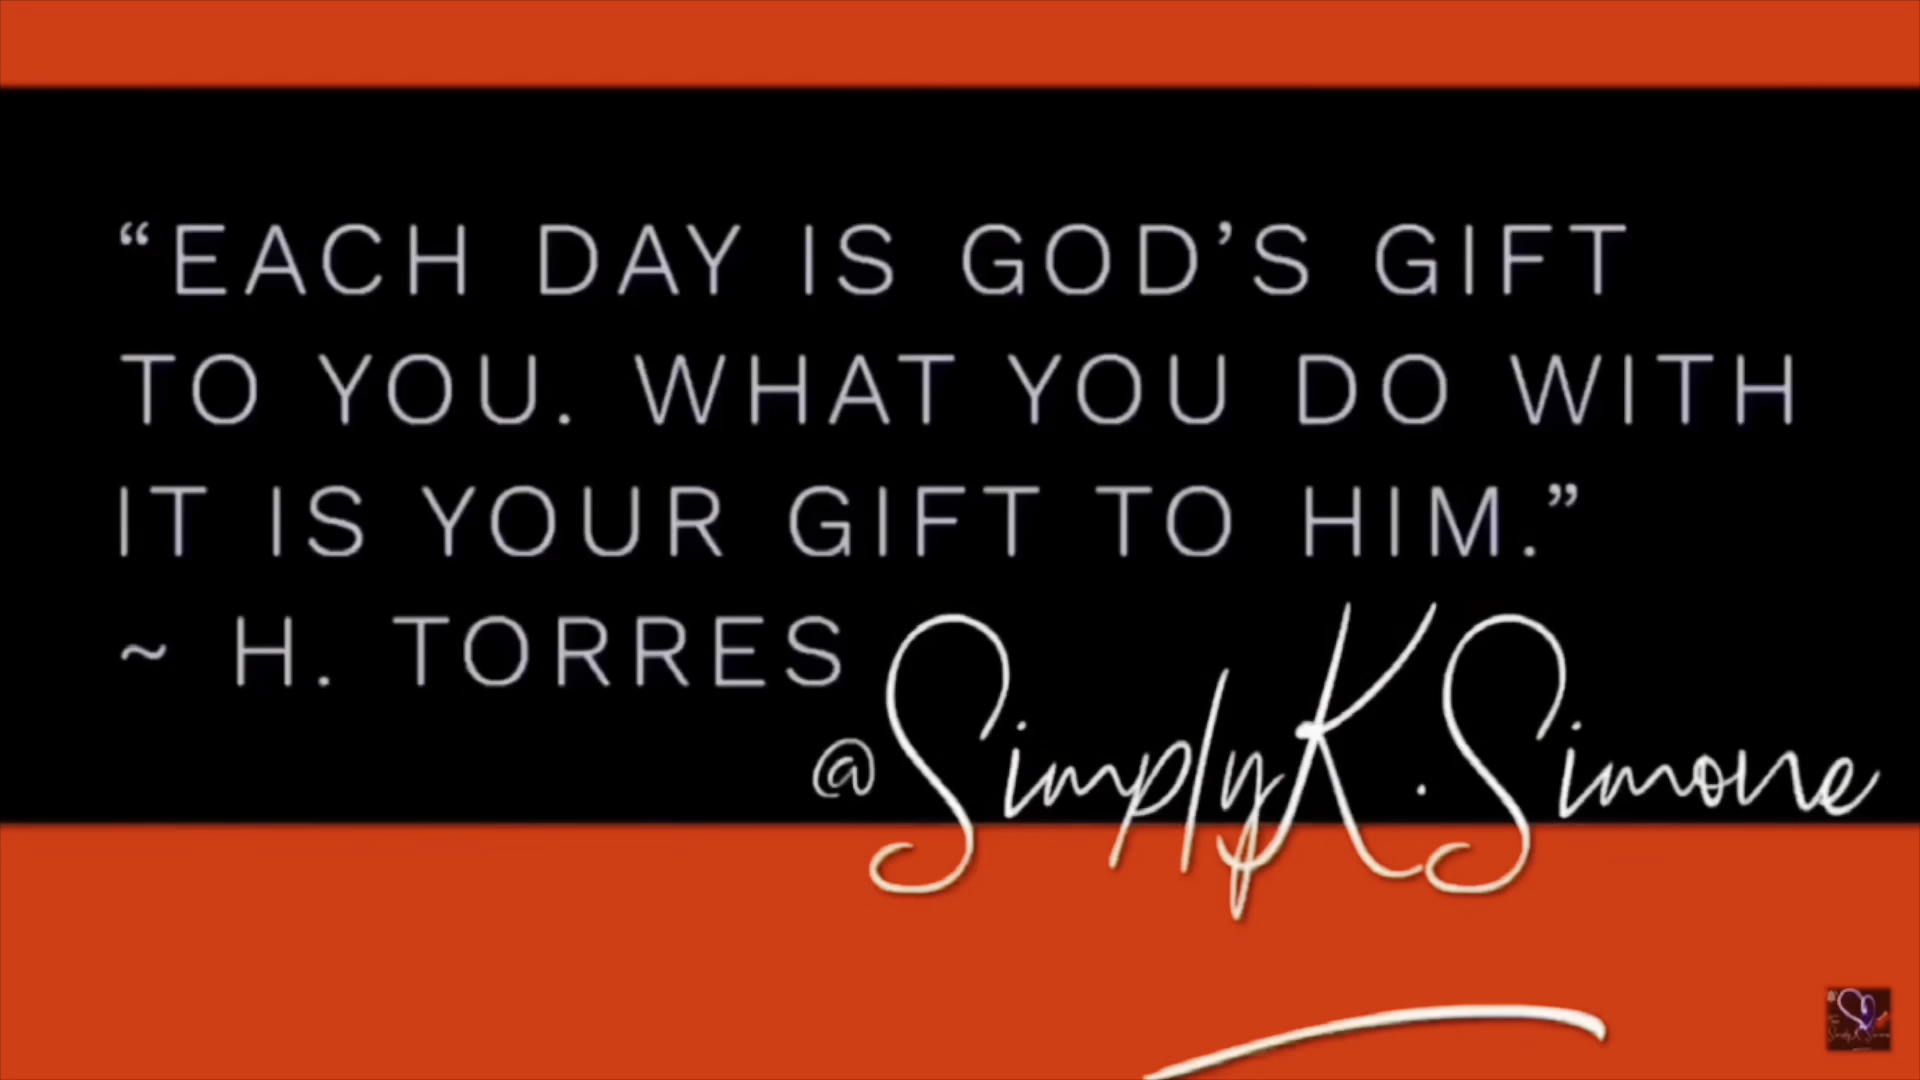 “EACH DAY IS GOD’S GIFT
TO YOU. WHAT YOU DO WITH
IT IS YOUR GIFT TO HIM.”
~ H. TORRES
@SimplyK.Simone